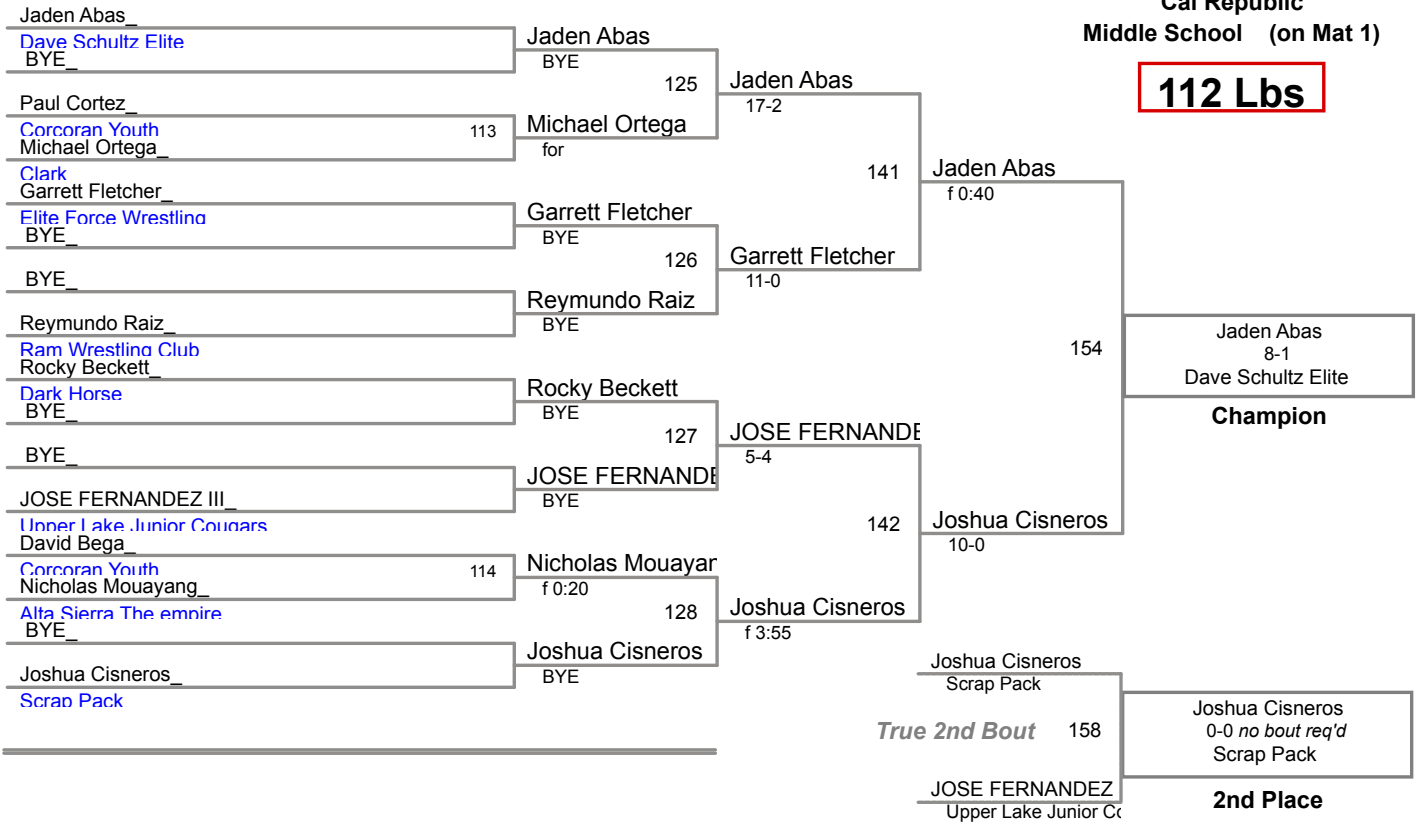 Cal Republic
Middle School (on Mat 1)
112 Lbs
Jaden Abas_
Dave Schultz Elite
BYE_
Paul Cortez_
Corcoran Youth
113
Michael Ortega_
Clark
Garrett Fletcher_
Elite Force Wrestling
BYE_
BYE_
Reymundo Raiz_
Ram Wrestling Club
Rocky Beckett_
Dark Horse
BYE_
BYE_
JOSE FERNANDEZ III_
Upper Lake Junior Cougars
David Bega_
Corcoran Youth
114
Nicholas Mouayang_
Alta Sierra The empire
BYE_
Joshua Cisneros_
Scrap Pack
Jaden Abas
BYE
125
Michael Ortega
for
Garrett Fletcher
BYE
126
Reymundo Raiz
BYE
Rocky Beckett
BYE
127
JOSE FERNANDE
BYE
Nicholas Mouayar
f 0:20
128
Joshua Cisneros
BYE
Jaden Abas
17-2
141
Garrett Fletcher
11-0
JOSE FERNANDE
5-4
142
Joshua Cisneros
f 3:55
Jaden Abas
f 0:40
154
Joshua Cisneros
10-0
Jaden Abas
8-1
Dave Schultz Elite
Champion
Joshua Cisneros
Scrap Pack
True 2nd Bout 158
JOSE FERNANDEZ
Upper Lake Junior Co
Joshua Cisneros
0-0 no bout req'd
Scrap Pack
2nd Place